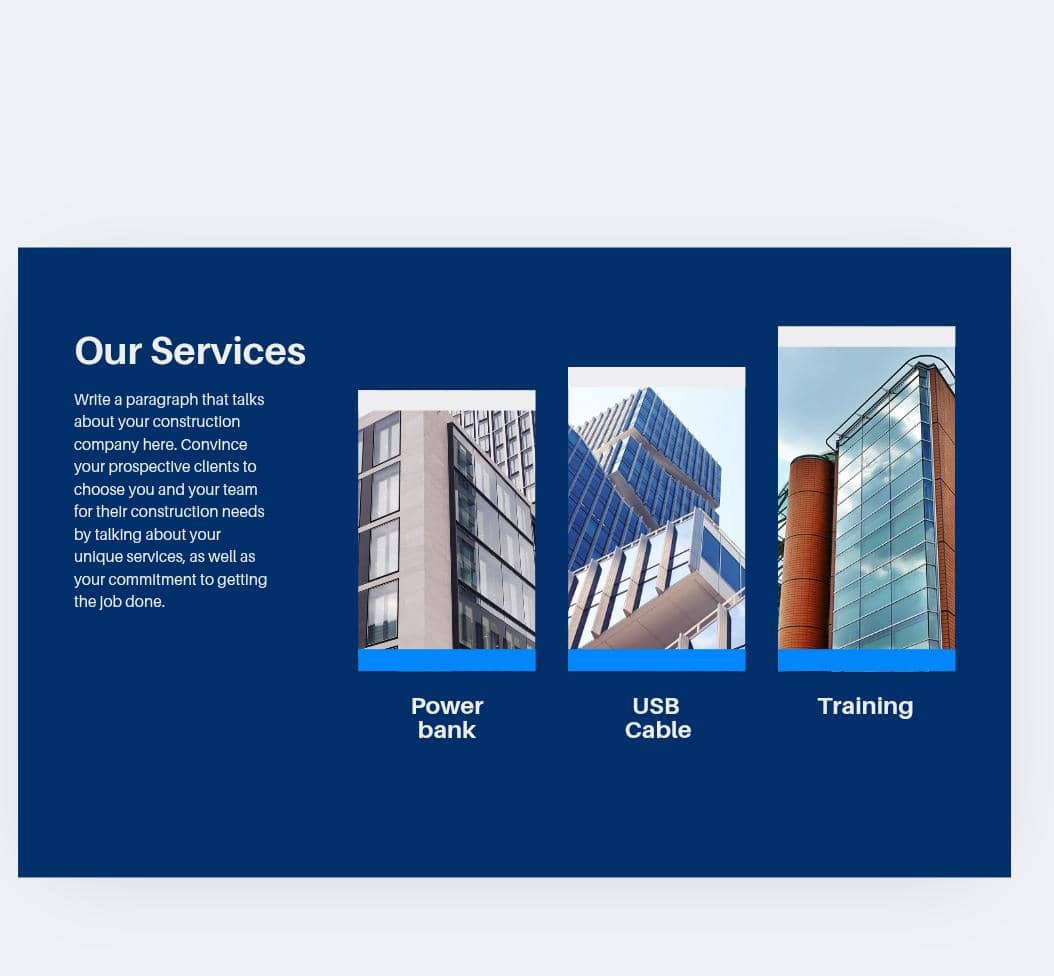 Our Services
Write a paragraph that talks
about your construction
company here. Convince
your prospective clients to
choose you and your team
for their construction needs
by talking about your
unique services, as well as
your commitment to getting
the job done.
Power
bank
USB
Cable
Training